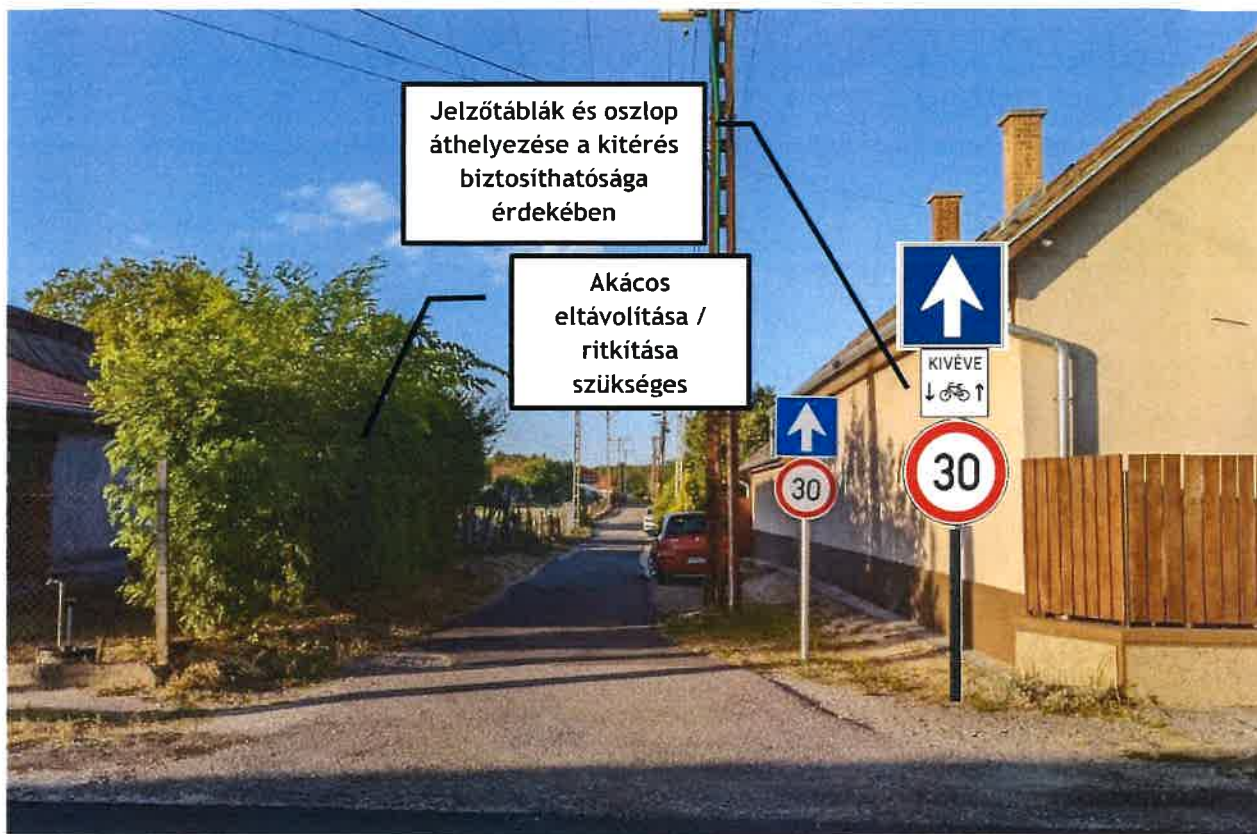 Jelzőtáblák és oszlop
áthelyezése a kitérés
biztosíthatósága
érdekében
Akácos
eltávolítása /
ritkítása
szükséges
KIVÉVE
30
30